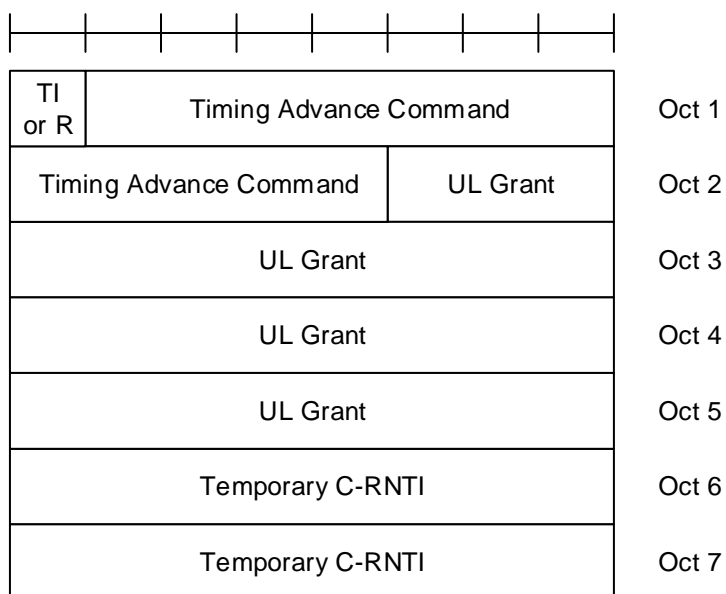 TI
or R
Timing Advance Command
Oct 1
Timing Advance Command
UL Grant
Oct 2
UL Grant
Oct 3
UL Grant
Oct 4
UL Grant
Oct 5
Temporary C-RNTI
Oct 6
Temporary C-RNTI
Oct 7